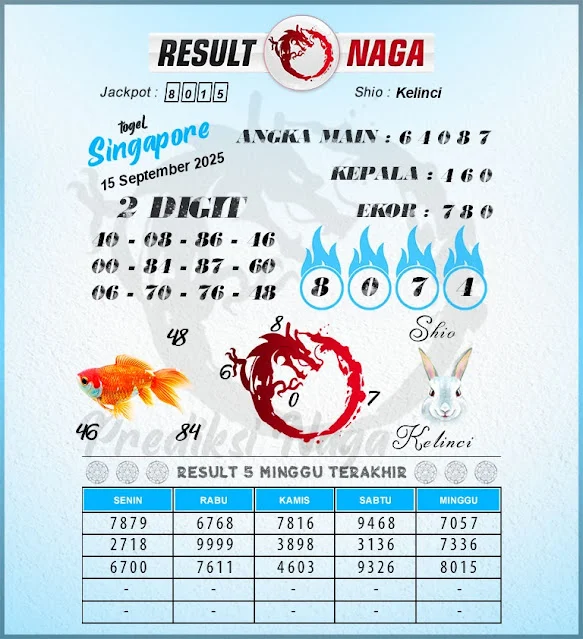 RESULT NAGA
Jackpot : 8015
Shio : Kelinci
Togel
Singapore
15 September 2025
ANGKA MAIN : 6 4 0 8 7
KEPALA : 4 6 0
EKOR : 7 8 0
2 DIGIT
40 - 08 - 86 - 46
00 - 84 - 87 - 60
06 - 70 - 76 - 48
8 0 7 4
48
46
84
8
6
0
7
Shio
Kelinci
Prediksi Naga
RESULT 5 MINGGU TERAKHIR
SENIN RABU KAMIS SABTU MINGGU
7879 6768 7816 9468 7057
2718 9999 3898 3136 7336
6700 7611 4603 9326 8015
- - - - -
- - - - -